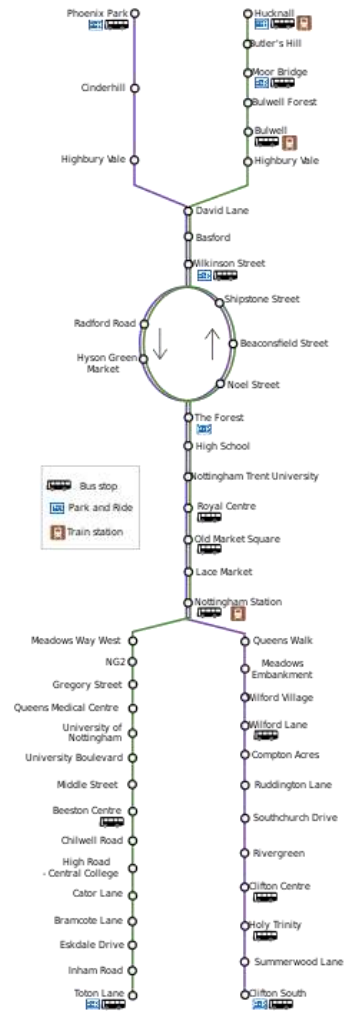 Phoenix Park
Cinderhill
Highbury Vale
Hucknall
Butler's Hill
Moor Bridge
Bulwell Forest
Bulwell
Highbury Vale
David Lane
Basford
Wilkinson Street
Shipstone Street
Radford Road
Beaconsfield Street
Hyson Green
Market
Noel Street
The Forest
High School
Nottingham Trent University
Royal Centre
Old Market Square
Lace Market
Nottingham Station
Bus stop
Park and Ride
Train station
Meadows Way West
NG2
Gregory Street
Queens Medical Centre
University of
Nottingham
University Boulevard
Middle Street
Beeston Centre
Chilwell Road
High Road
- Central College
Cator Lane
Bramcote Lane
Eskdale Drive
Inham Road
Toton Lane
Queens Walk
Meadows
Embankment
Wilford Village
Wilford Lane
Compton Acres
Ruddington Lane
Southchurch Drive
Rivergreen
Clifton Centre
Holy Trinity
Summerwood Lane
Clifton South